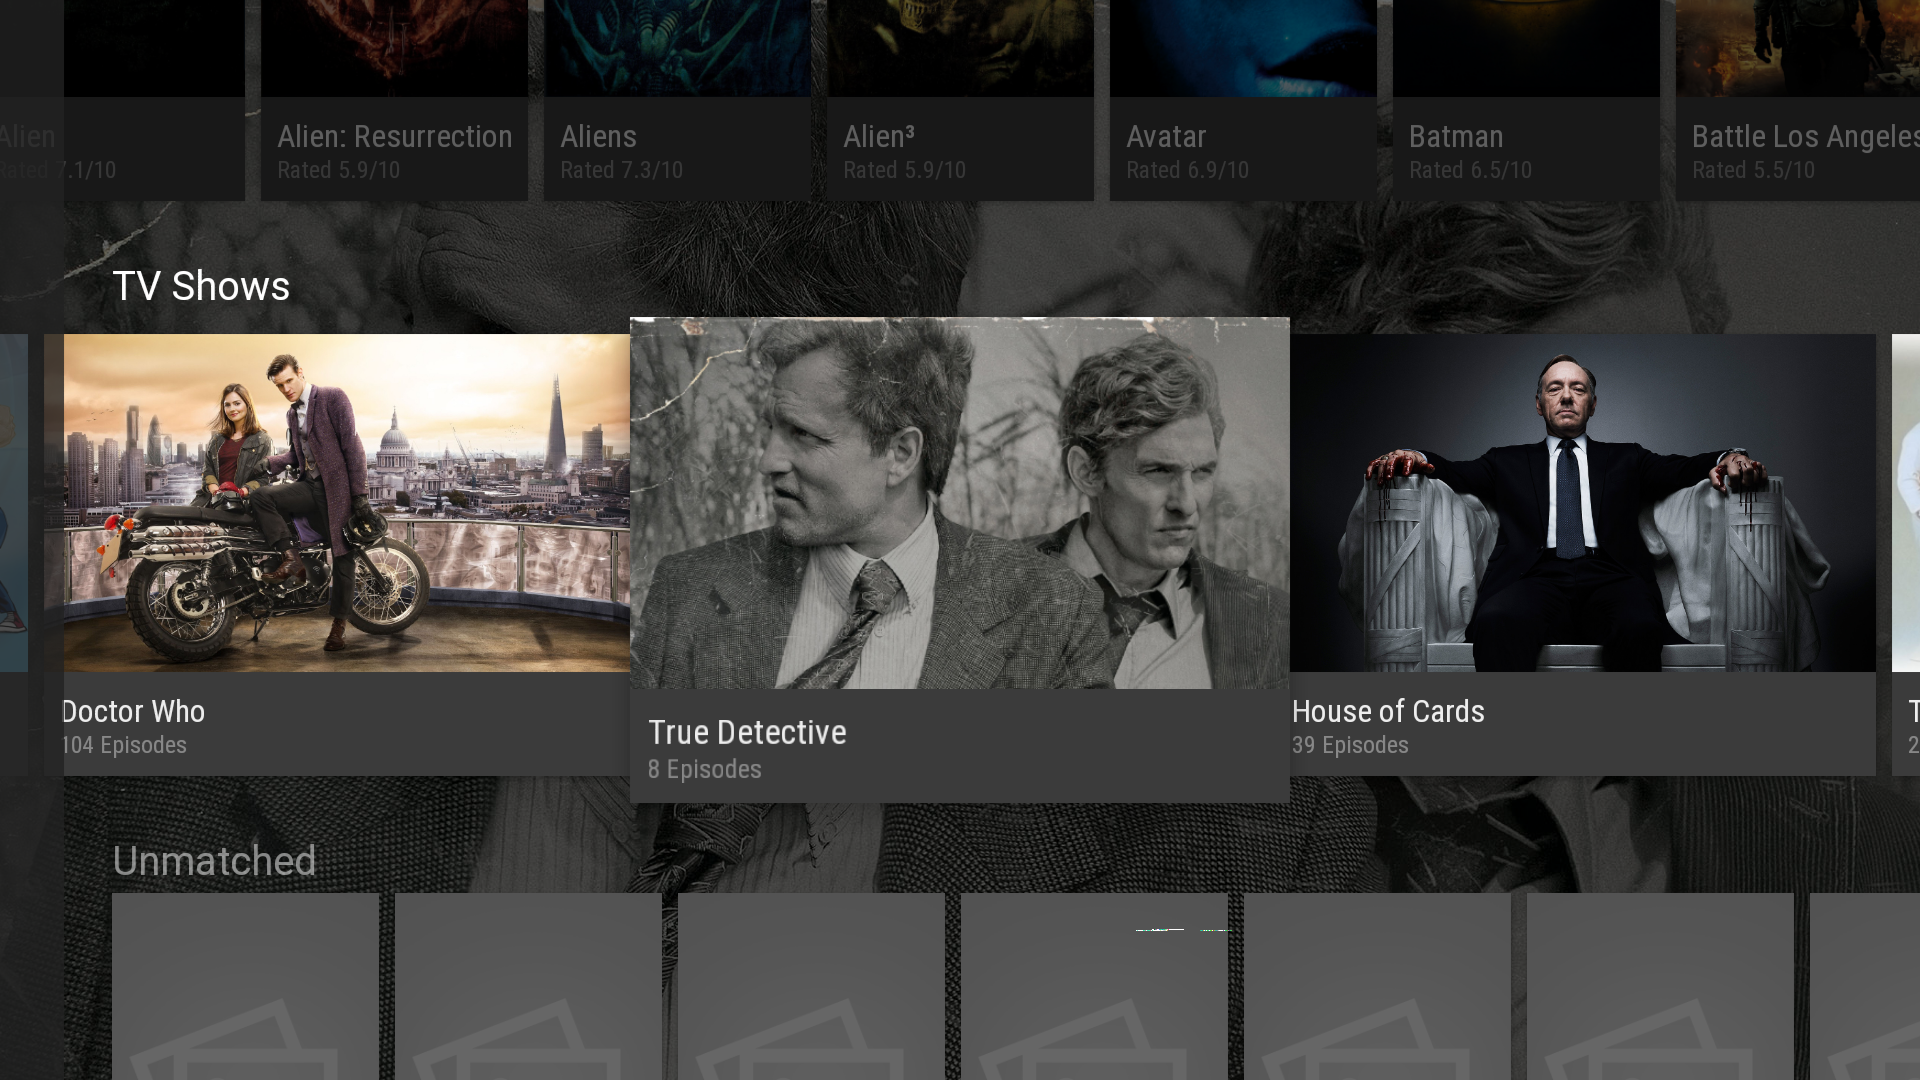 Alien
Rated 7.1/10
Alien: Resurrection
Rated 5.9/10
Aliens
Rated 7.3/10
Alien³
Rated 5.9/10
Avatar
Rated 6.9/10
Batman
Rated 6.5/10
Battle Los Angeles
Rated 5.5/10
TV Shows
Doctor Who
104 Episodes
True Detective
8 Episodes
House of Cards
39 Episodes
T
2
Unmatched